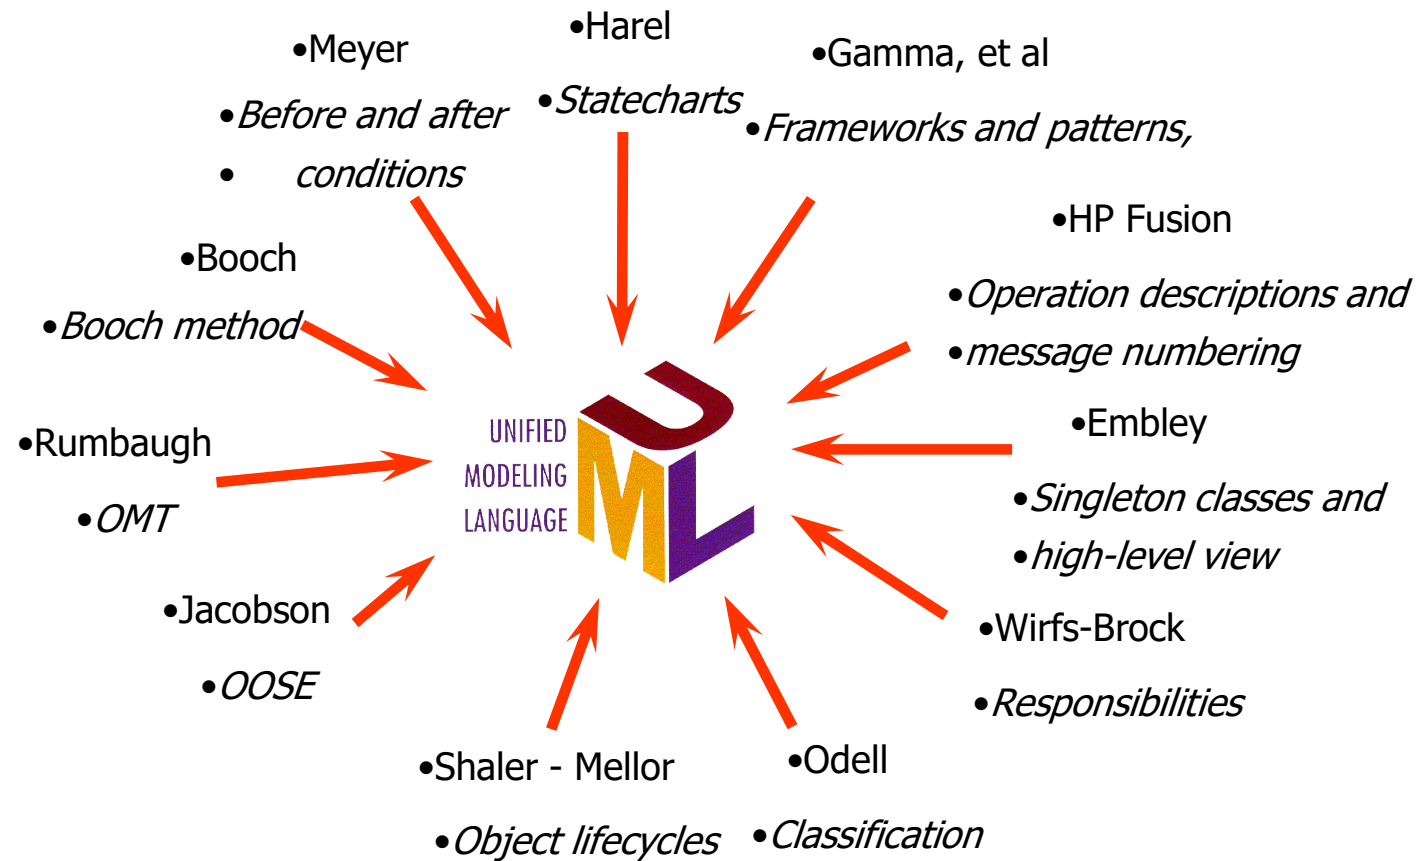 •Harel
•Statecharts
•Meyer
•Before and after
• conditions
•Gamma, et al
•Frameworks and patterns,
•HP Fusion
•Operation descriptions and
•message numbering
•Booch
•Booch method
•Embley
•Singleton classes and
•high-level view
•Rumbaugh
•OMT
UNIFIED
MODELING
LANGUAGE
UML
•Jacobson
•OOSE
•Wirfs-Brock
•Responsibilities
•Shaler - Mellor
•Object lifecycles
•Odell
•Classification